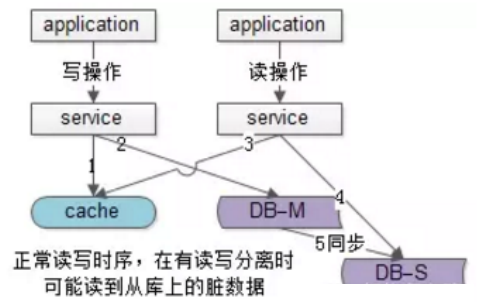 application
application
写操作
读操作
service
service
1
2
3
4
cache
DB-M
5同步
DB-S
正常读写时序，在有读写分离时
可能读到从库上的脏数据